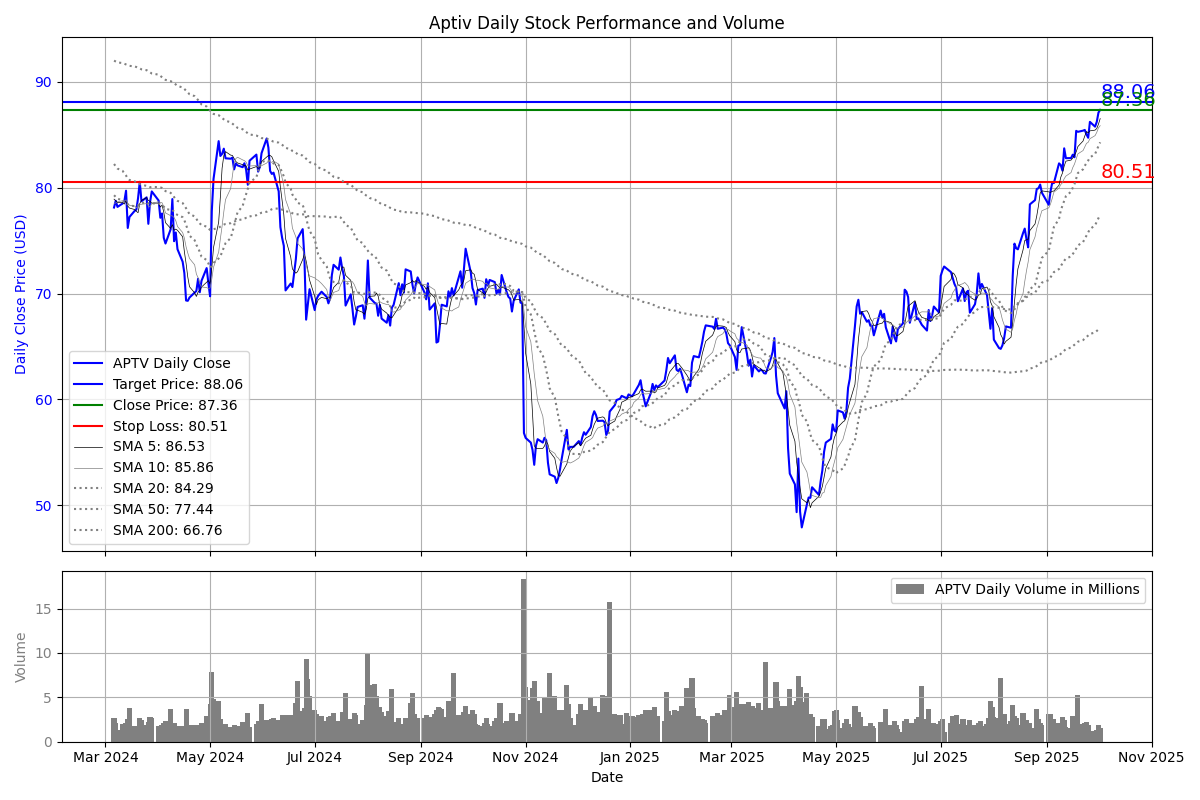 Aptiv Daily Stock Performance and Volume
Daily Close Price (USD)
90
80
70
60
50
88.06
87.36
80.51
APTV Daily Close
Target Price: 88.06
Close Price: 87.36
Stop Loss: 80.51
SMA 5: 86.53
SMA 10: 85.86
SMA 20: 84.29
SMA 50: 77.44
SMA 200: 66.76
Volume
15
10
5
0
APTV Daily Volume in Millions
Mar 2024 May 2024 Jul 2024 Sep 2024 Nov 2024 Jan 2025 Mar 2025 May 2025 Jul 2025 Sep 2025 Nov 2025
Date